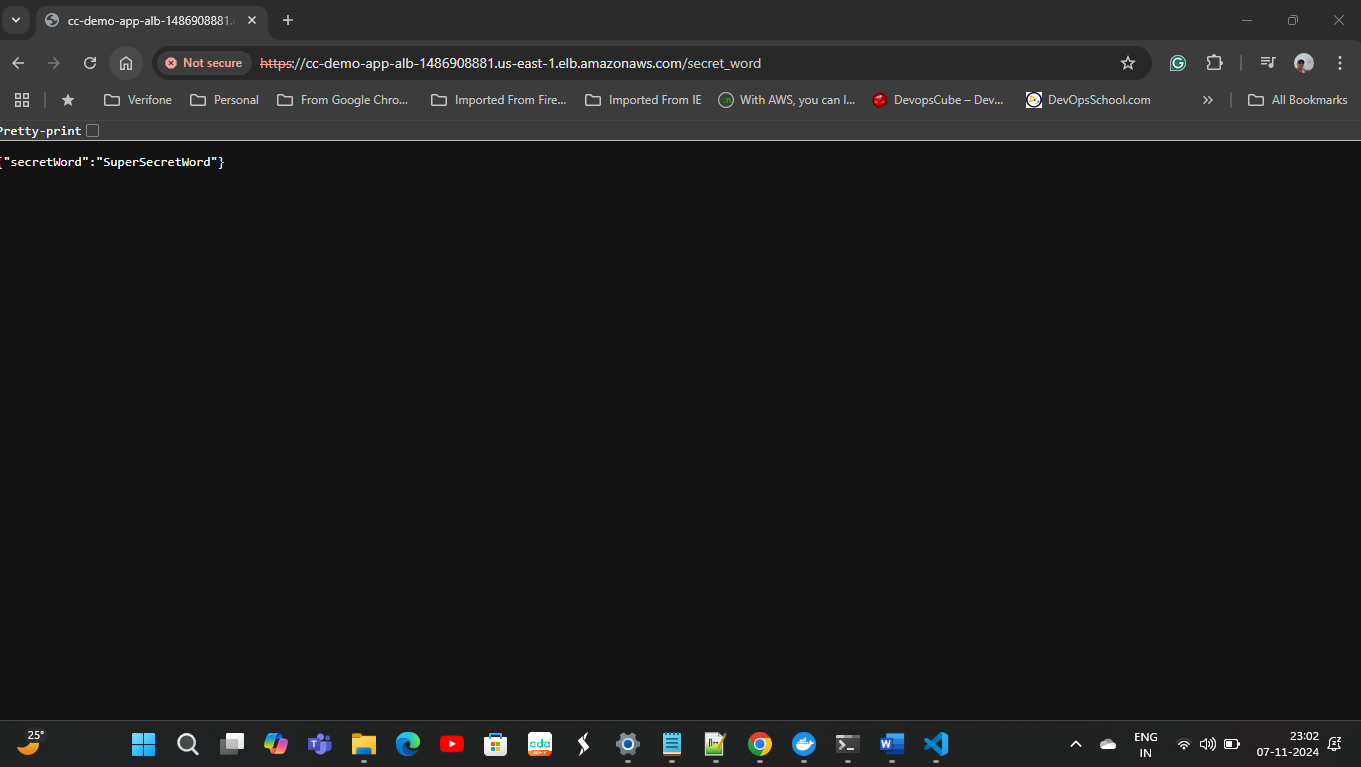 cc-demo-app-alb-1486908881.
Not secure https://cc-demo-app-alb-1486908881.us-east-1.elb.amazonaws.com/secret_word
Verifone Personal From Google Chro... Imported From Fire... Imported From IE With AWS, you can l... DevopsCube – Dev... DevOpsSchool.com » All Bookmarks
Pretty-print
{"secretWord":"SuperSecretWord"}
25°
ENG
IN
23:02
07-11-2024